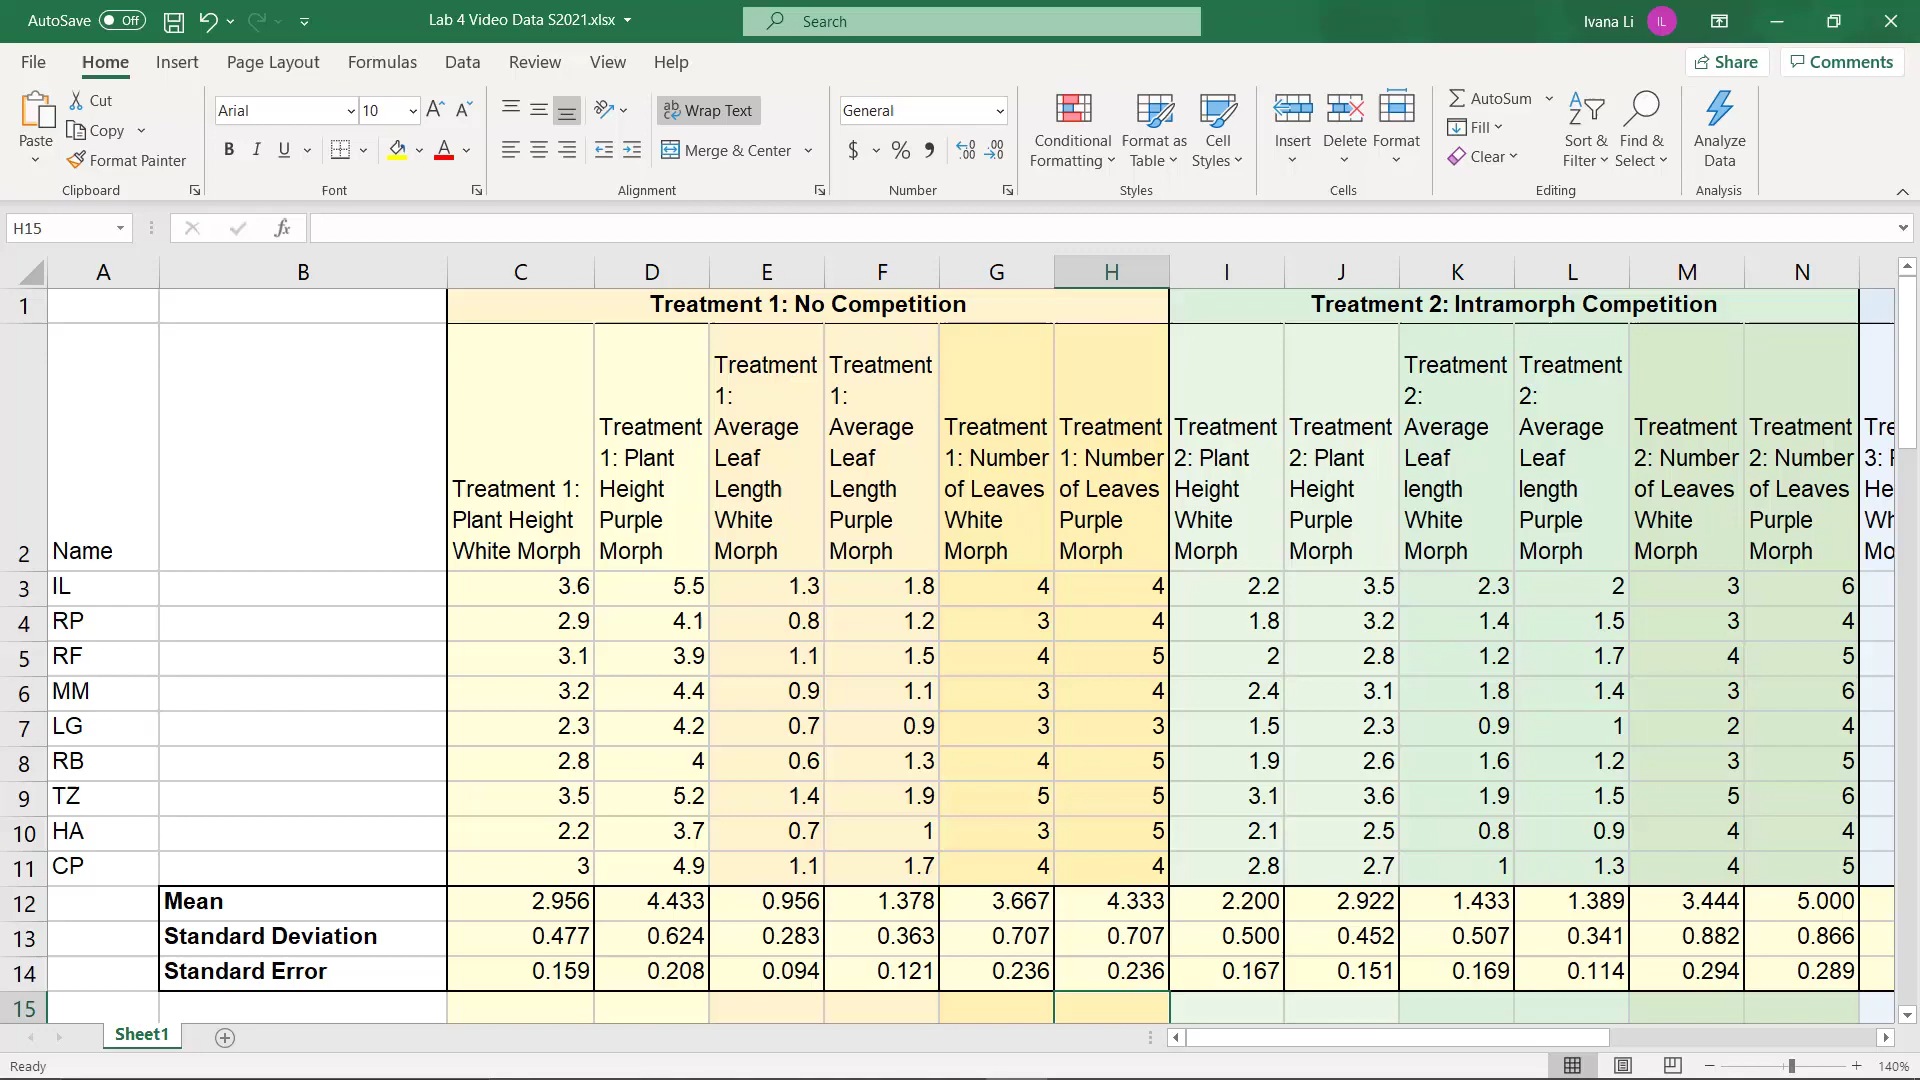 AutoSave Off Lab 4 Video Data S2021.xlsx Search Ivana Li IL
File Home Insert Page Layout Formulas Data Review View Help Share Comments
Paste Cut Copy Format Painter Clipboard
Arial 10 B I U A Font
ab Wrap Text Merge & Center Alignment
General $ % Number
Conditional Formatting Format as Table Cell Styles Styles
Insert Delete Format Cells
AutoSum Fill Clear Sort & Filter Find & Select Editing
Analyze Data Analysis
H15 fx
A B C D E F G H I J K L M N
1 Treatment 1: No Competition Treatment 2: Intramorph Competition
2 Name
Treatment 1: Plant Height White Morph
Treatment 1: Plant Height Purple Morph
Treatment 1: Average Leaf Length White Morph
Treatment 1: Average Leaf Length Purple Morph
Treatment 1: Number of Leaves White Morph
Treatment 1: Number of Leaves Purple Morph
Treatment 2: Plant Height White Morph
Treatment 2: Plant Height Purple Morph
Treatment 2: Average Leaf length White Morph
Treatment 2: Average Leaf length Purple Morph
Treatment 2: Number of Leaves White Morph
Treatment 2: Number of Leaves Purple Morph
3 IL 3.6 5.5 1.3 1.8 4 4 2.2 3.5 2.3 2 3 6
4 RP 2.9 4.1 0.8 1.2 3 4 1.8 3.2 1.4 1.5 3 4
5 RF 3.1 3.9 1.1 1.5 4 5 2 2.8 1.2 1.7 4 5
6 MM 3.2 4.4 0.9 1.1 3 4 2.4 3.1 1.8 1.4 3 6
7 LG 2.3 4.2 0.7 0.9 3 3 1.5 2.3 0.9 1 2 4
8 RB 2.8 4 0.6 1.3 4 5 1.9 2.6 1.6 1.2 3 5
9 TZ 3.5 5.2 1.4 1.9 5 5 3.1 3.6 1.9 1.5 5 6
10 HA 2.2 3.7 0.7 1 3 5 2.1 2.5 0.8 0.9 4 4
11 CP 3 4.9 1.1 1.7 4 4 2.8 2.7 1 1.3 4 5
12 Mean 2.956 4.433 0.956 1.378 3.667 4.333 2.200 2.922 1.433 1.389 3.444 5.000
13 Standard Deviation 0.477 0.624 0.283 0.363 0.707 0.707 0.500 0.452 0.507 0.341 0.882 0.866
14 Standard Error 0.159 0.208 0.094 0.121 0.236 0.236 0.167 0.151 0.169 0.114 0.294 0.289
15
Sheet1
Ready 140%